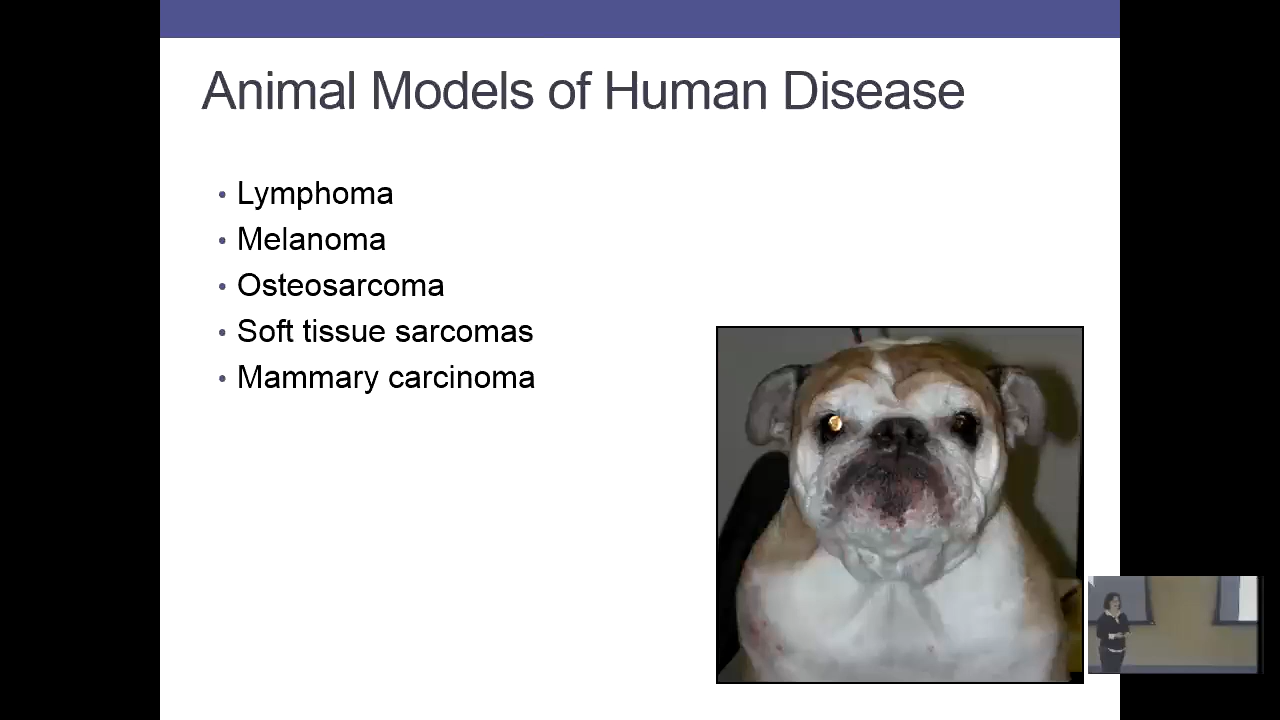 Animal Models of Human Disease
• Lymphoma
• Melanoma
• Osteosarcoma
• Soft tissue sarcomas
• Mammary carcinoma